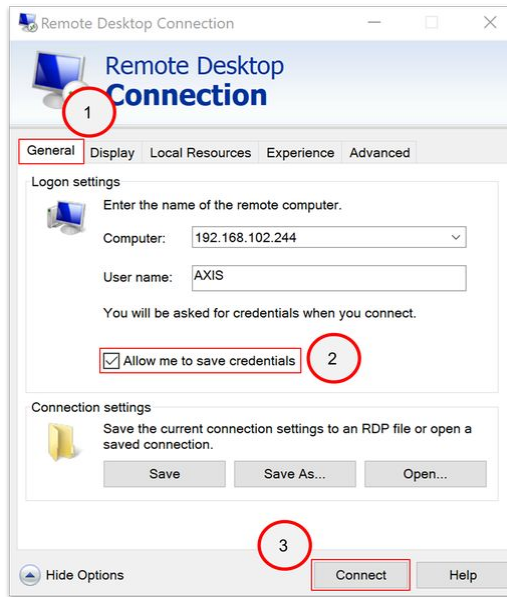 Remote Desktop Connection
Remote Desktop
Connection
1
General Display Local Resources Experience Advanced
Logon settings
Enter the name of the remote computer.
Computer: 192.168.102.244
User name: AXIS
You will be asked for credentials when you connect.
Allow me to save credentials
2
Connection settings
Save the current connection settings to an RDP file or open a
saved connection.
Save Save As... Open...
3
Hide Options Connect Help